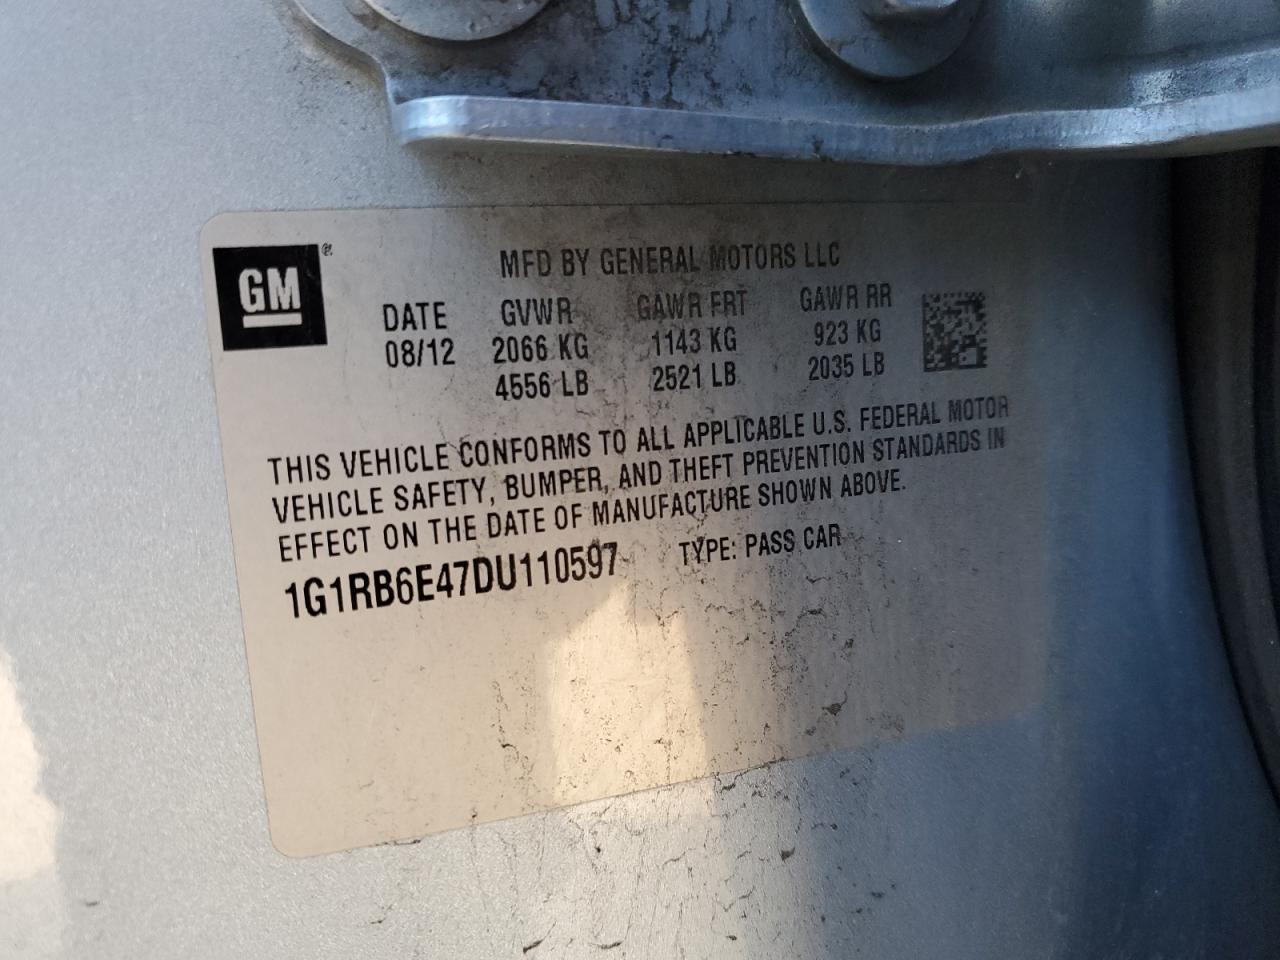 GM ®
MFD BY GENERAL MOTORS LLC
DATE GVWR GAWR FRT GAWR RR
08/12 2066 KG 1143 KG 923 KG
4556 LB 2521 LB 2035 LB
THIS VEHICLE CONFORMS TO ALL APPLICABLE U.S. FEDERAL MOTOR
VEHICLE SAFETY, BUMPER, AND THEFT PREVENTION STANDARDS IN
EFFECT ON THE DATE OF MANUFACTURE SHOWN ABOVE.
1G1RB6E47DU110597 TYPE: PASS CAR